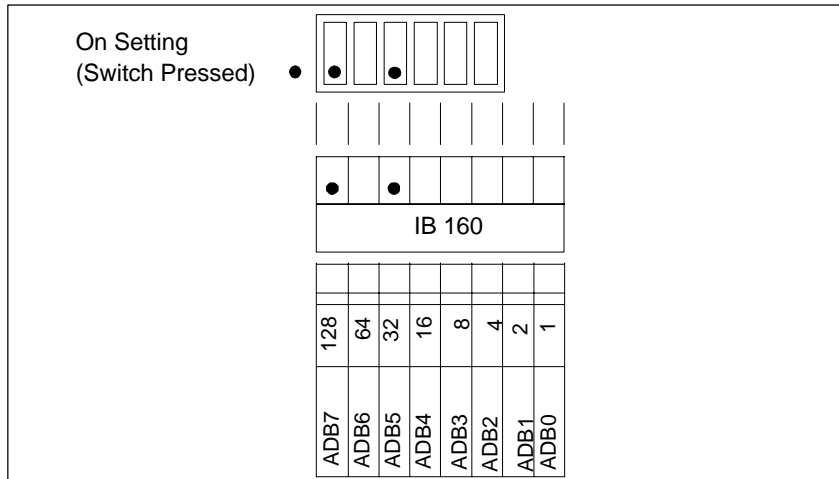 On Setting
(Switch Pressed)
IB 160
128 64 32 16 8 4 2 1
ADB7 ADB6 ADB5 ADB4 ADB3 ADB2 ADB1 ADB0